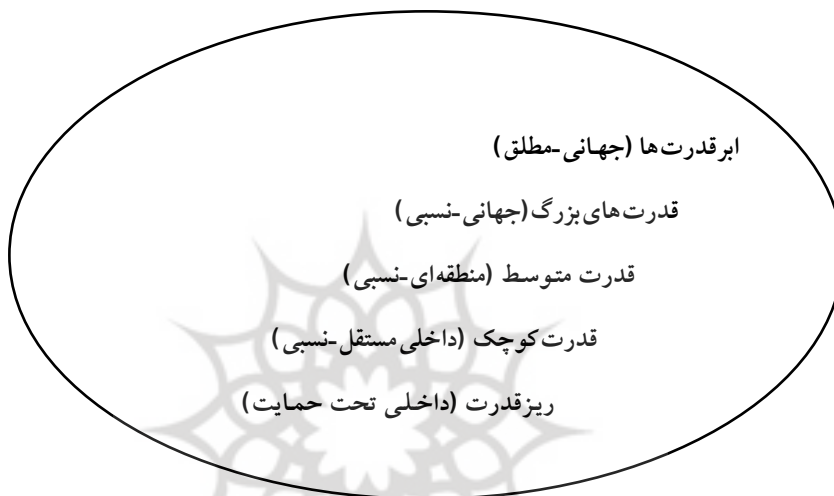 ابرقدرت‌ها (جهانی-مطلق)
قدرت‌های بزرگ (جهانی-نسبی)
قدرت متوسط (منطقه‌ای-نسبی)
قدرت کوچک (داخلی مستقل-نسبی)
ریزقدرت (داخلی تحت حمایت)